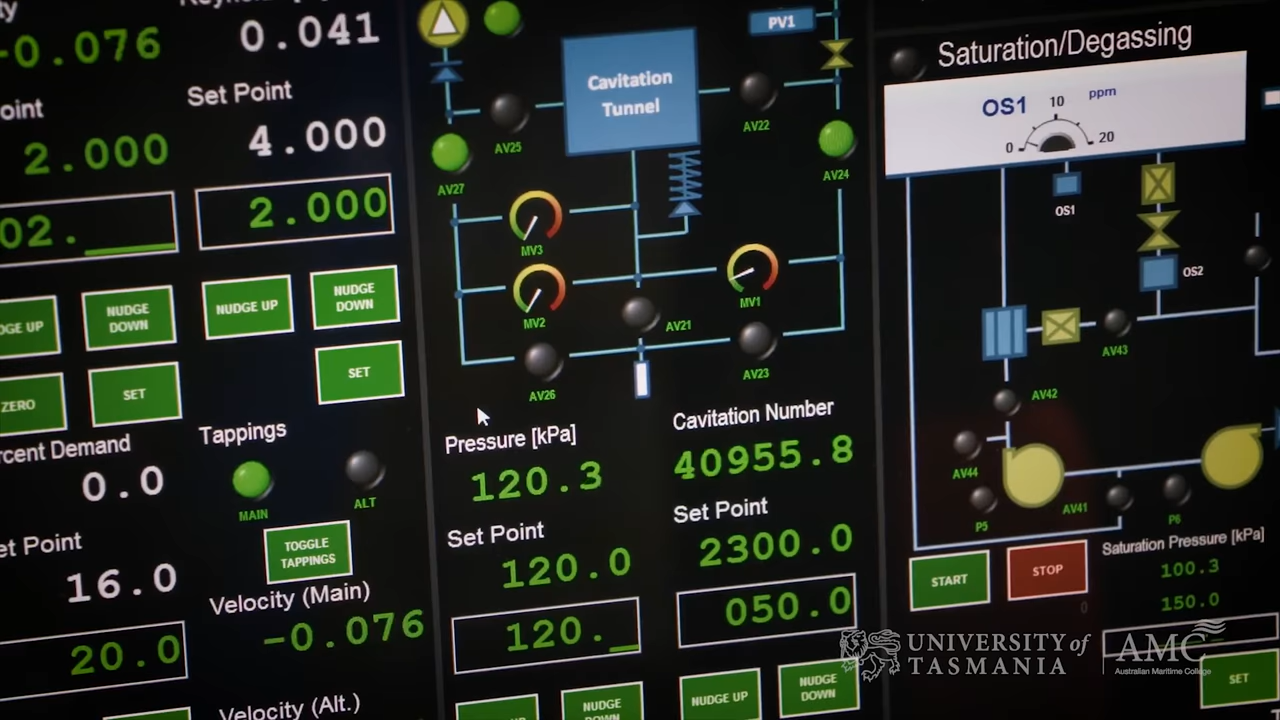 -0.076
0.041
Set Point
oint
4.000
2.000
2.000
02.
NUDGE UP
NUDGE DOWN
NUDGE DOWN
DGE UP
SET
SET
ZERO
rcent Demand
0.0
Tappings
MAIN
ALT
et Point
16.0
TOGGLE TAPPINGS
Velocity (Main)
-0.076
20.0
Velocity (Alt.)
PV1
Cavitation
Tunnel
AV25
AV22
AV27
AV24
MV3
MV2
MV1
AV21
AV26
AV23
Pressure [kPa]
120.3
Set Point
120.0
120._
NUDGE
DOWN
Cavitation Number
40955.8
Set Point
2300.0
050.0
NUDGE UP
NUDGE
DOWN
Saturation/Degassing
OS1
10
ppm
0
20
OS1
OS2
AV43
AV42
AV44
P5
AV41
P6
START
STOP
Saturation Pressure [kPa]
100.3
150.0
0
SET
UNIVERSITY of
TASMANIA
AMC
Australian Maritime College